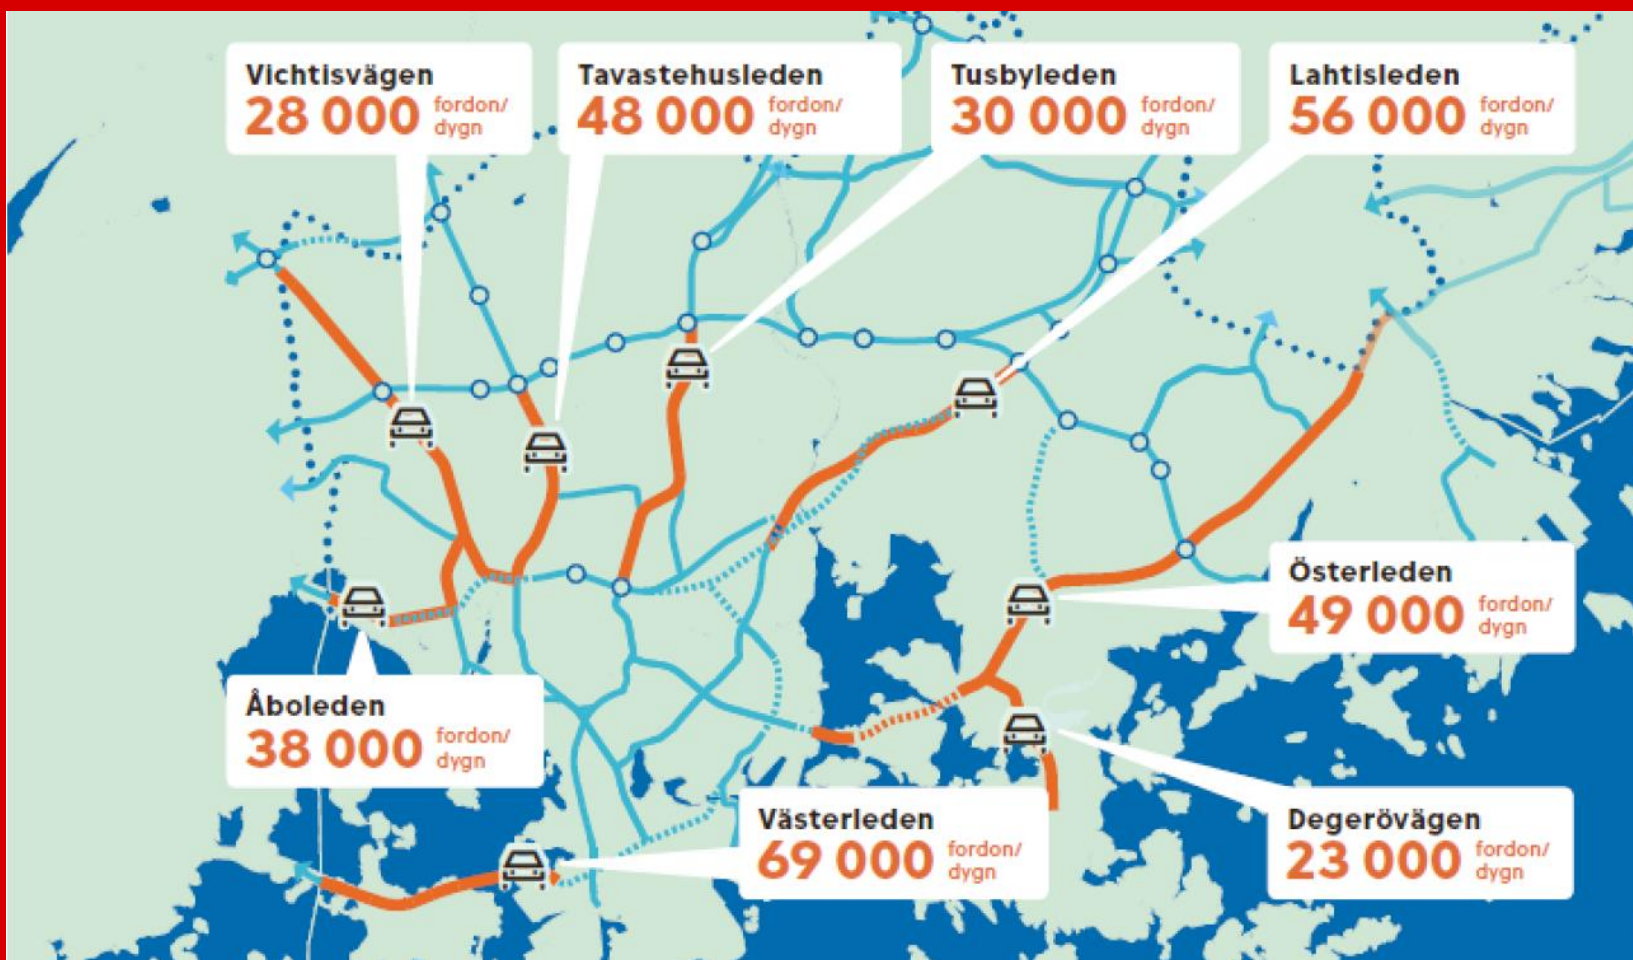 Vichtisvägen
28 000 fordon/
dygn
Tavastehusleden
48 000 fordon/
dygn
Tusbyleden
30 000 fordon/
dygn
Lahtisleden
56 000 fordon/
dygn
Österleden
49 000 fordon/
dygn
Åboleden
38 000 fordon/
dygn
Västerleden
69 000 fordon/
dygn
Degerövägen
23 000 fordon/
dygn